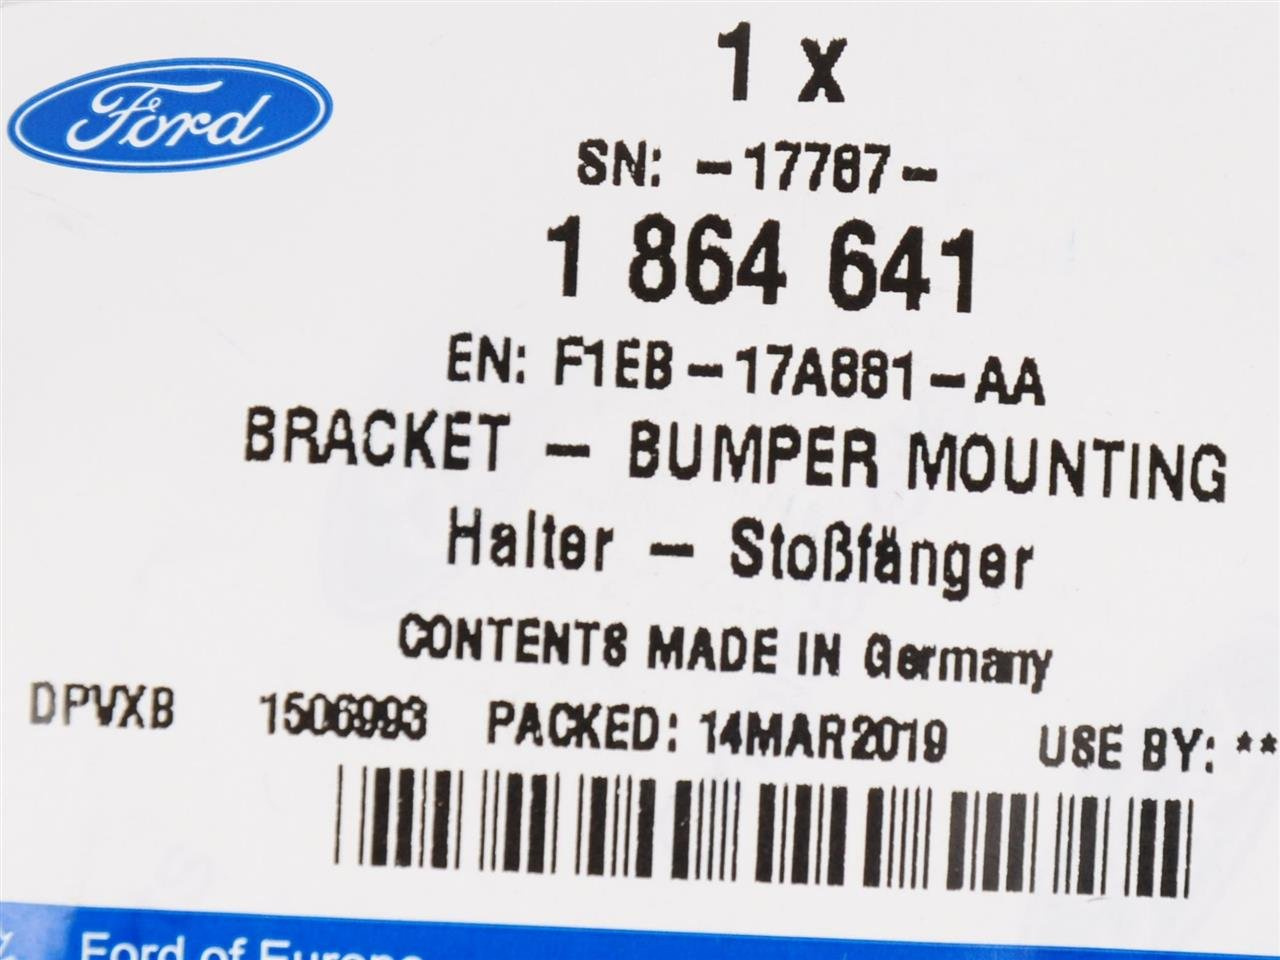 Ford
1 x
SN: -17787-
1 864 641
EN: F1EB-17A881-AA
BRACKET - BUMPER MOUNTING
Halter - Stoßfänger
CONTENTS MADE IN Germany
DPVXB 1506993 PACKED: 14MAR2019 USE BY: **
Ford of Europe